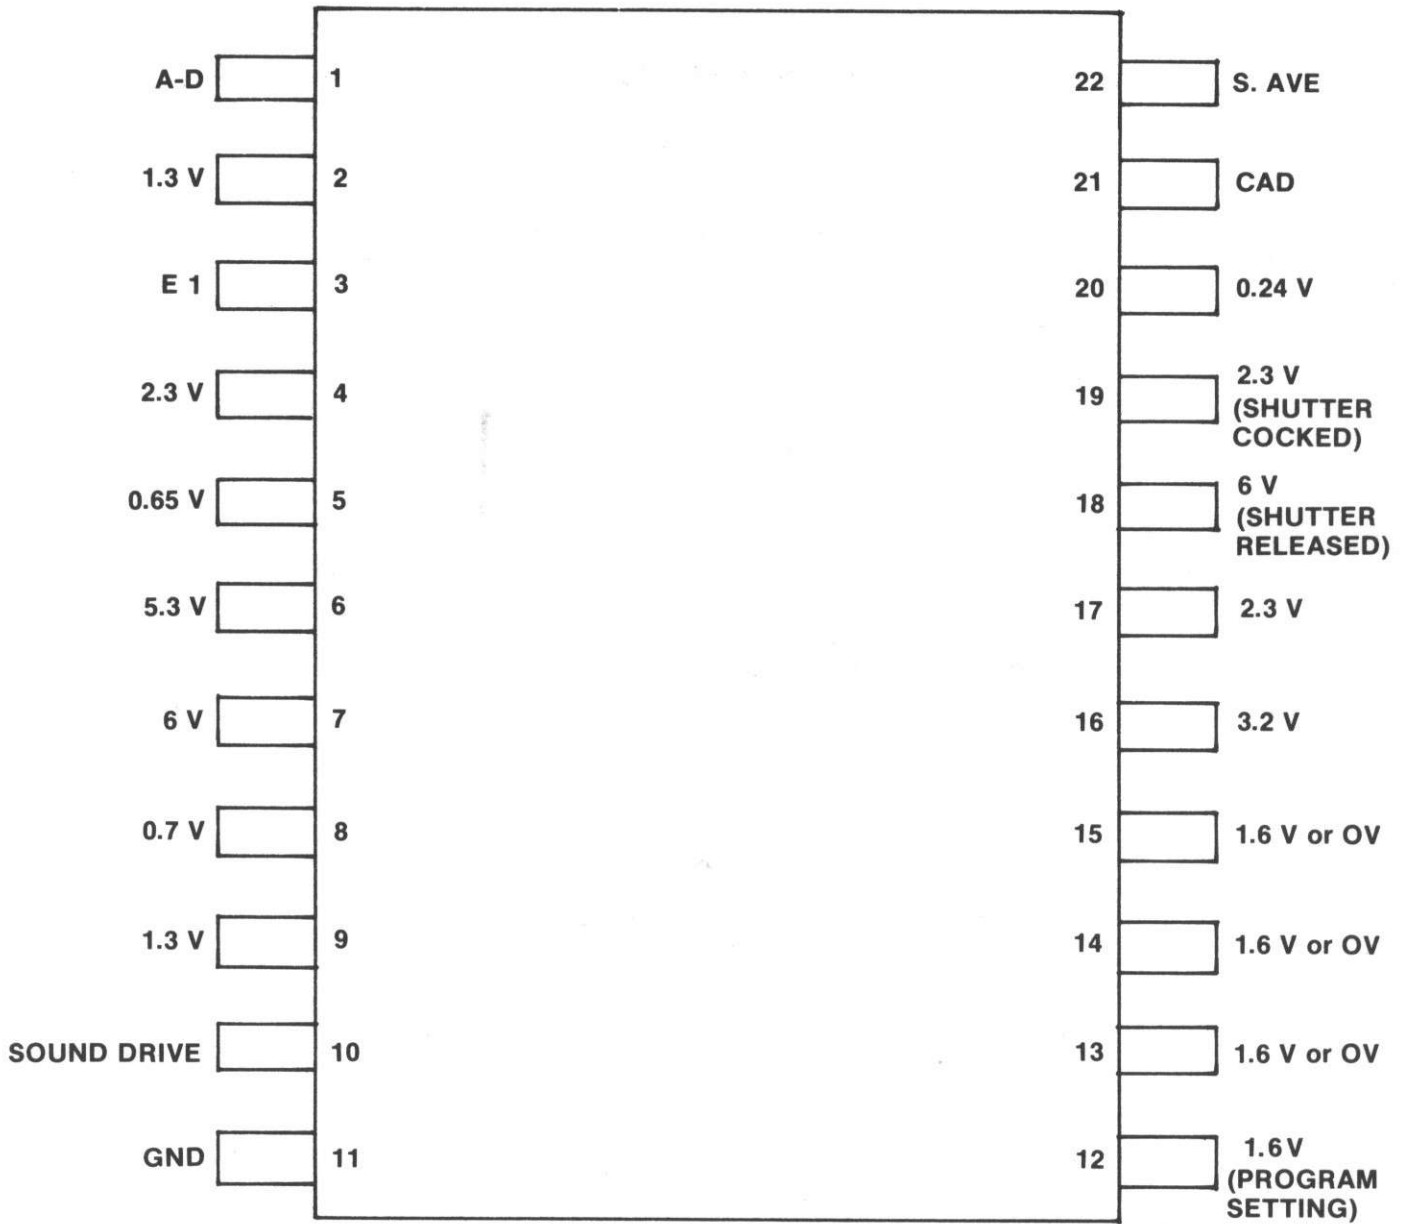 A-D 1 22 S. AVE
1.3 V 2 21 CAD
E 1 3 20 0.24 V
2.3 V 4 19 2.3 V
(SHUTTER
COCKED)
0.65 V 5 18 6 V
(SHUTTER
RELEASED)
5.3 V 6 17 2.3 V
6 V 7 16 3.2 V
0.7 V 8 15 1.6 V or OV
1.3 V 9 14 1.6 V or OV
SOUND DRIVE 10 13 1.6 V or OV
GND 11 12 1.6 V
(PROGRAM
SETTING)